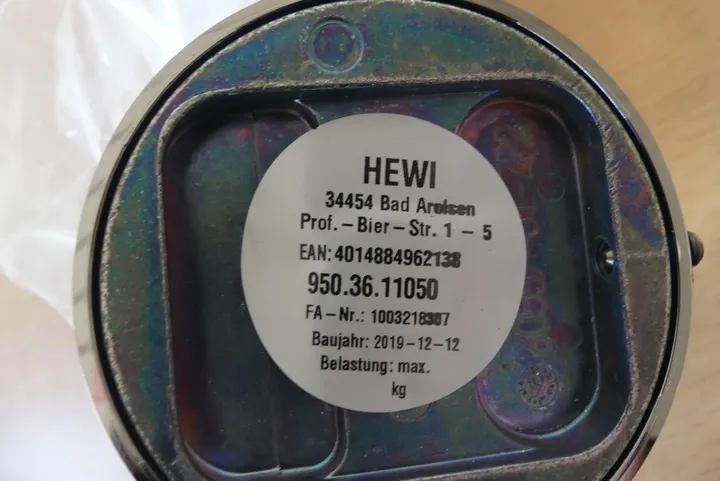 HEWI
34454 Bad Arolsen
Prof.-Bier-Str. 1-5
EAN: 4014884962138
950.36.11050
FA-Nr.: 1003218987
Baujahr: 2019-12-12
Belastung: max.
kg